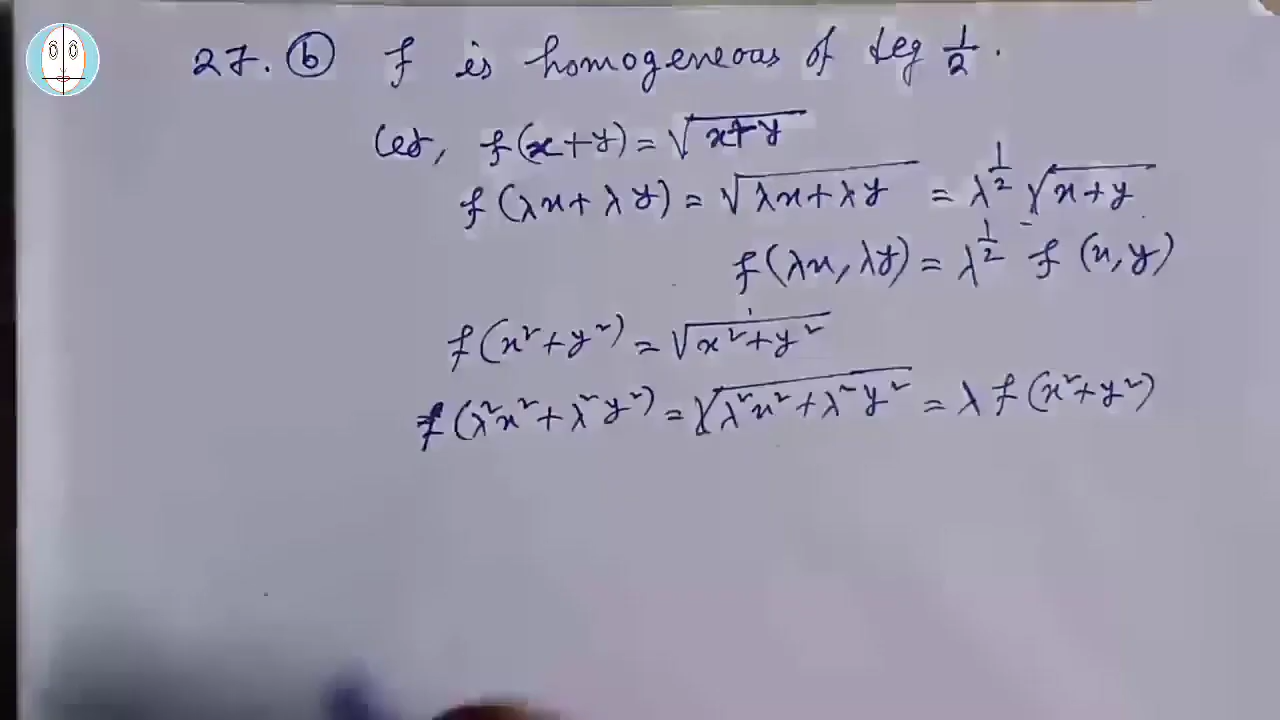 27. ⓑ f is homogeneous of deg 1/2.
Let, f(x+y) = √(x+y)
f(λx+λy) = √(λx+λy) = λ^(1/2) √(x+y)
f(λx, λy) = λ^(1/2) f(x,y)
f(x²+y²) = √(x²+y²)
f(λ²x²+λ²y²) = √(λ²x²+λ²y²) = λ f(x²+y²)